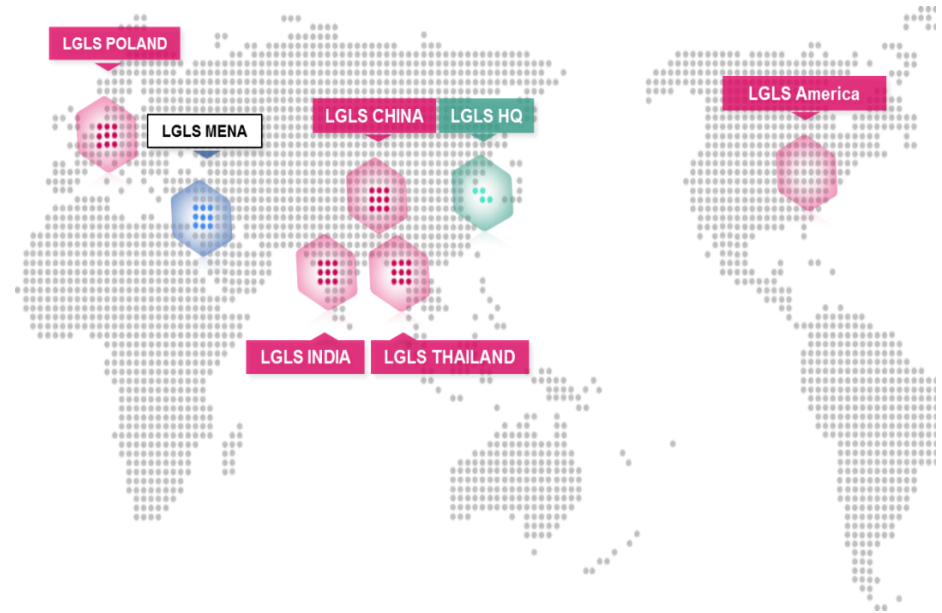 LGLS POLAND
LGLS MENA
LGLS CHINA
LGLS HQ
LGLS America
LGLS INDIA
LGLS THAILAND